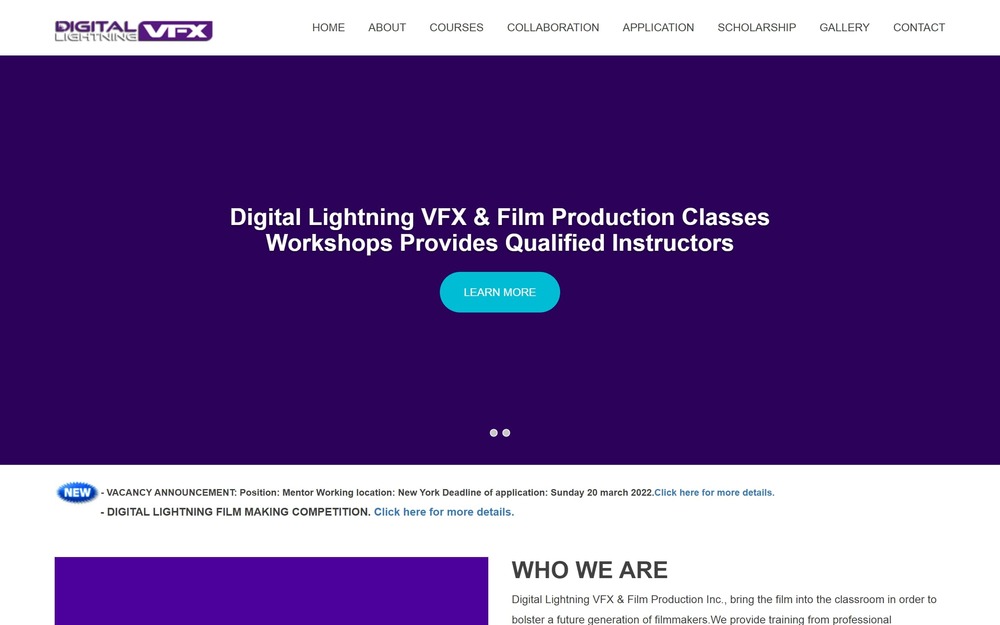 DIGITAL LIGHTNING VFX
HOME ABOUT COURSES COLLABORATION APPLICATION SCHOLARSHIP GALLERY CONTACT
Digital Lightning VFX & Film Production Classes
Workshops Provides Qualified Instructors
LEARN MORE
NEW - VACANCY ANNOUNCEMENT: Position: Mentor Working location: New York Deadline of application: Sunday 20 march 2022.Click here for more details.
- DIGITAL LIGHTNING FILM MAKING COMPETITION. Click here for more details.
WHO WE ARE
Digital Lightning VFX & Film Production Inc., bring the film into the classroom in order to
bolster a future generation of filmmakers.We provide training from professional